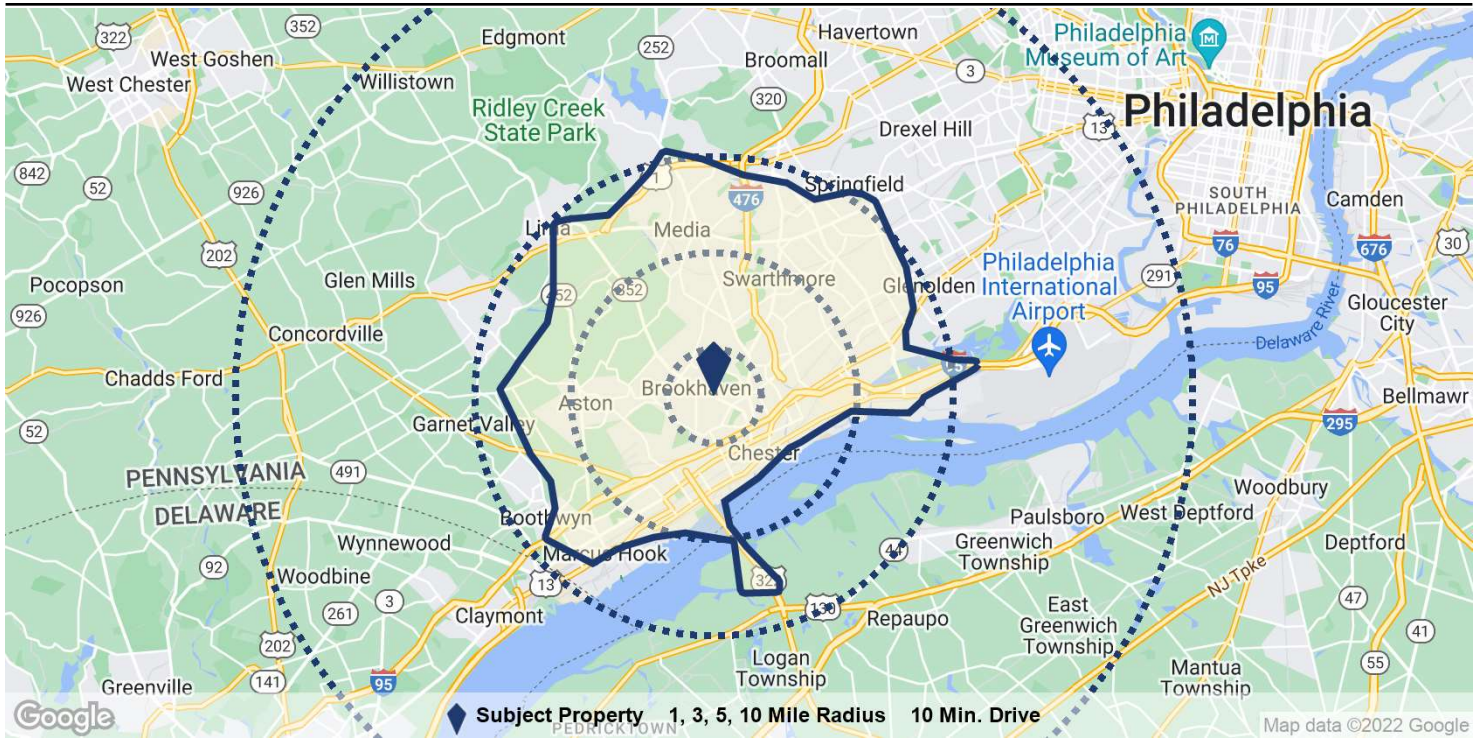 322
352
Edgmont
252
Havertown
Philadelphia
Museum of Art
West Goshen
Willistown
Broomall
3
West Chester
Ridley Creek
State Park
320
Drexel Hill
13
Philadelphia
842
52
926
1
476
Springfield
SOUTH
PHILADELPHIA
Camden
Lima
Media
202
76
676
30
Pocopson
Glen Mills
452
352
Swarthmore
Glenolden
Philadelphia
International
Airport
291
95
Gloucester
City
926
Concordville
Delaware River
Chadds Ford
Brookhaven
95
Bellmawr
Aston
52
Garnet Valley
295
Chester
PENNSYLVANIA
491
DELAWARE
Woodbury
Boothwyn
Paulsboro
West Deptford
Wynnewood
Marcus Hook
44
Greenwich
Township
Deptford
92
Woodbine
13
322
NJ Tpke
261
3
Claymont
130
Repaupo
East
Greenwich
Township
47
41
202
Logan
Township
55
141
95
Mantua
Township
Greenville
Google
Subject Property 1, 3, 5, 10 Mile Radius 10 Min. Drive
PEDRICKTOWN
Map data ©2022 Google